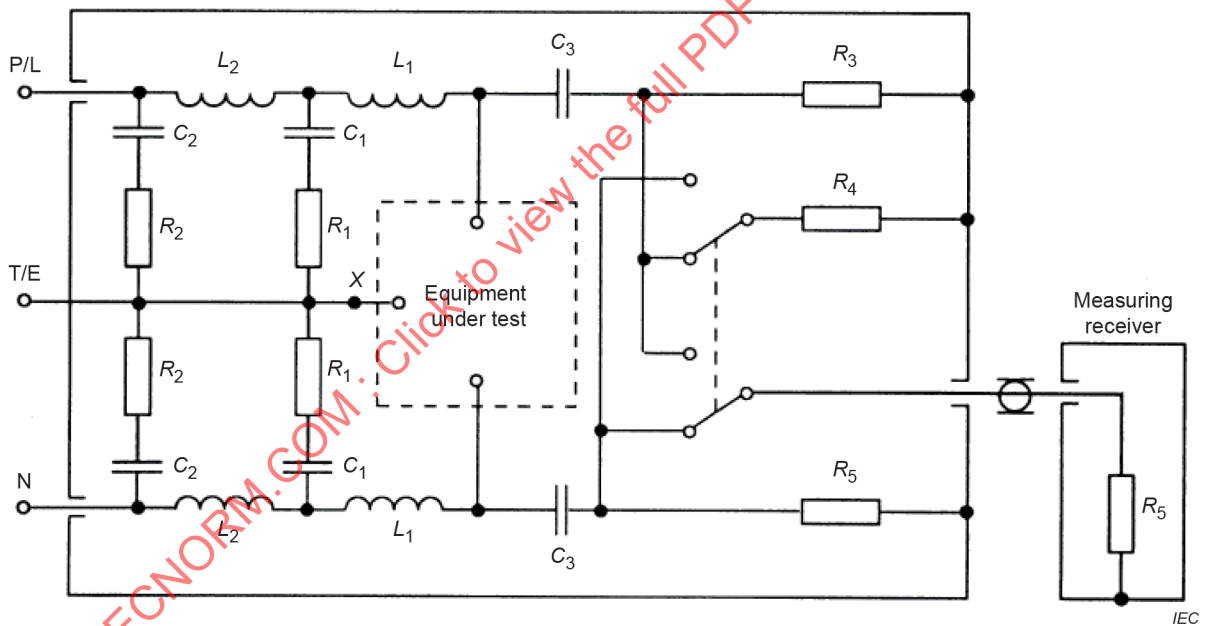 P/L
L2
L1
C3
R3
C2
C1
R2
R1
R4
T/E
X
Equipment
under test
Measuring
receiver
R2
R1
C2
C1
N
L2
L1
C3
R5
R5
IEC
ECNORM.COM : Click to view the full PDF